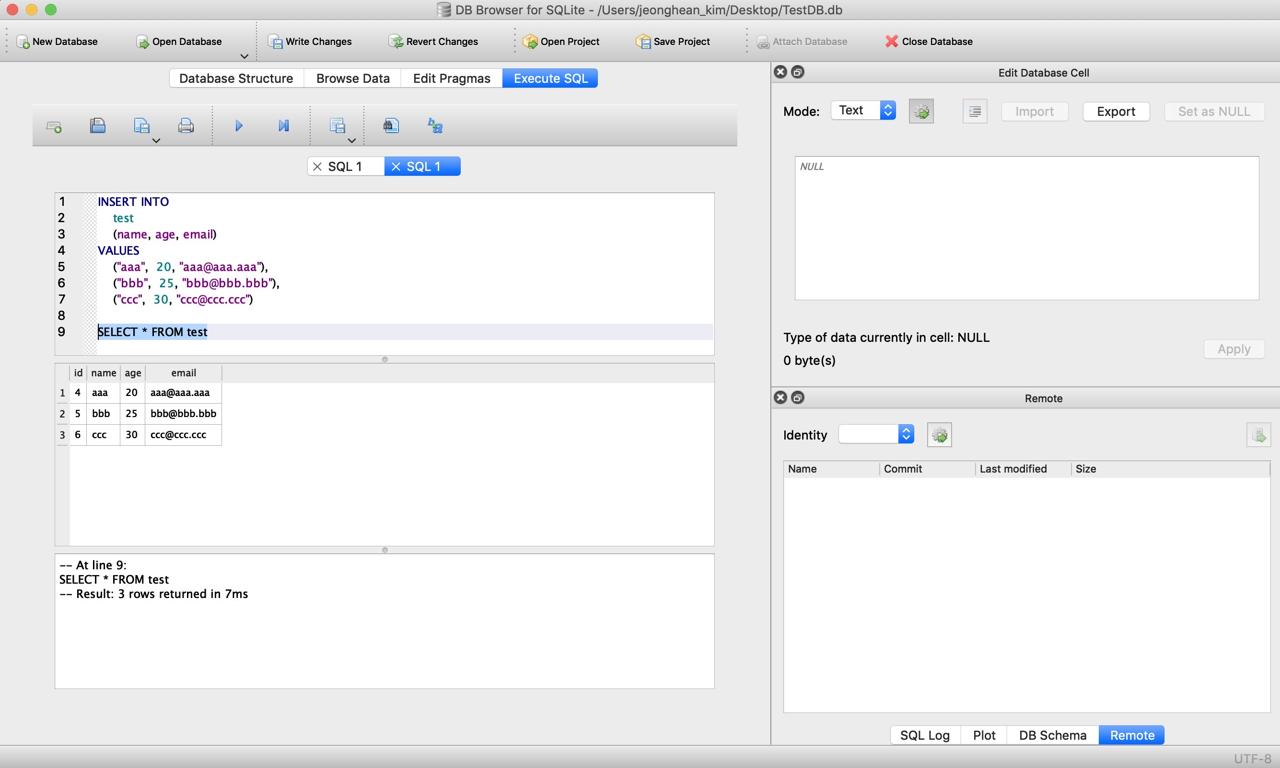 DB Browser for SQLite - /Users/jeonghean_kim/Desktop/TestDB.db
New Database Open Database Write Changes Revert Changes Open Project Save Project Attach Database Close Database
Database Structure Browse Data Edit Pragmas Execute SQL
SQL 1 SQL 1
1 INSERT INTO
2 test
3 (name, age, email)
4 VALUES
5 ("aaa", 20, "aaa@aaa.aaa"),
6 ("bbb", 25, "bbb@bbb.bbb"),
7 ("ccc", 30, "ccc@ccc.ccc")
8
9 SELECT * FROM test
id name age email
1 4 aaa 20 aaa@aaa.aaa
2 5 bbb 25 bbb@bbb.bbb
3 6 ccc 30 ccc@ccc.ccc
-- At line 9:
SELECT * FROM test
-- Result: 3 rows returned in 7ms
Edit Database Cell
Mode: Text Import Export Set as NULL
NULL
Type of data currently in cell: NULL
0 byte(s)
Apply
Remote
Identity
Name Commit Last modified Size
SQL Log Plot DB Schema Remote
UTF-8